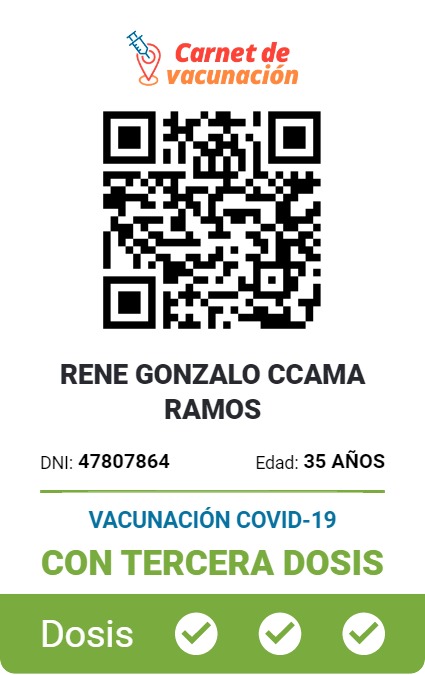 Carnet de
vacunación
RENE GONZALO CCAMA
RAMOS
DNI: 47807864 Edad: 35 AÑOS
VACUNACIÓN COVID-19
CON TERCERA DOSIS
Dosis